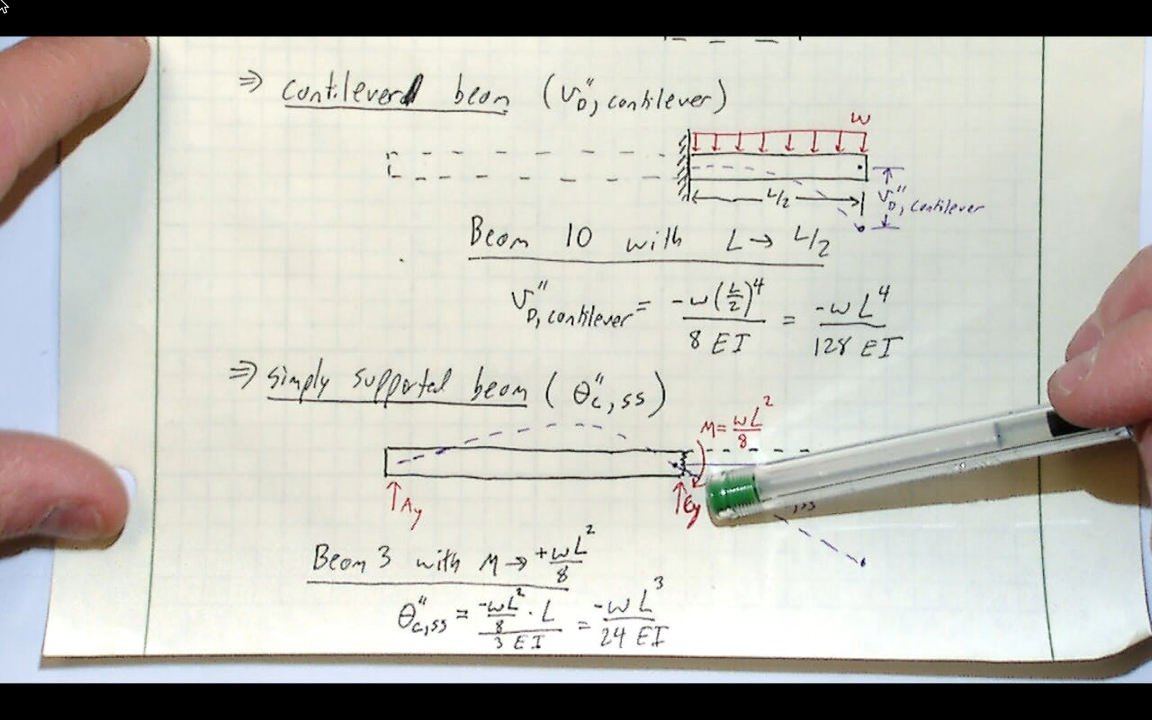 ⇒ cantilever beam (v''D, cantilever)
w
L/2
v''D, cantilever
Beam 10 with L → L/2
v''D, cantilever = -w(L/2)^4 / 8EI = -wL^4 / 128EI
⇒ simply supported beam (θ''C, ss)
M = wL^2/8
↑Ay ↑Cy
Beam 3 with M → +wL^2/8
θ''C, ss = (-wL^2/8 · L) / 3EI = -wL^3 / 24EI